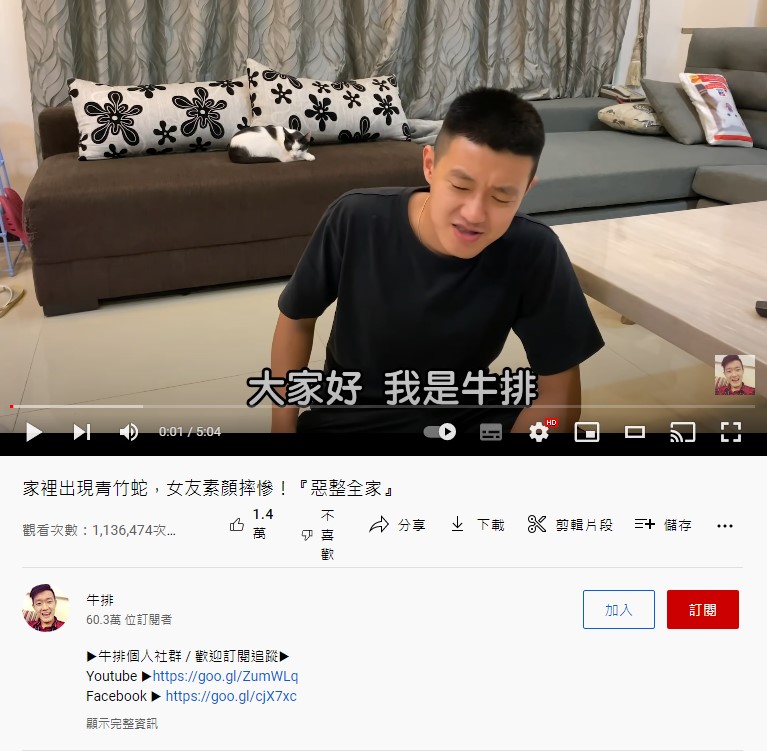 大家好 我是牛排
0:01 / 5:04
HD
家裡出現青竹蛇，女友素顏摔慘！『惡整全家』
觀看次數：1,136,474次...
1.4
萬
不
喜
歡
分享
下載
剪輯片段
儲存
牛排
60.3萬 位訂閱者
加入
訂閱
▶牛排個人社群 / 歡迎訂閱追蹤▶
Youtube ▶https://goo.gl/ZumWLq
Facebook ▶ https://goo.gl/cjX7xc
顯示完整資訊